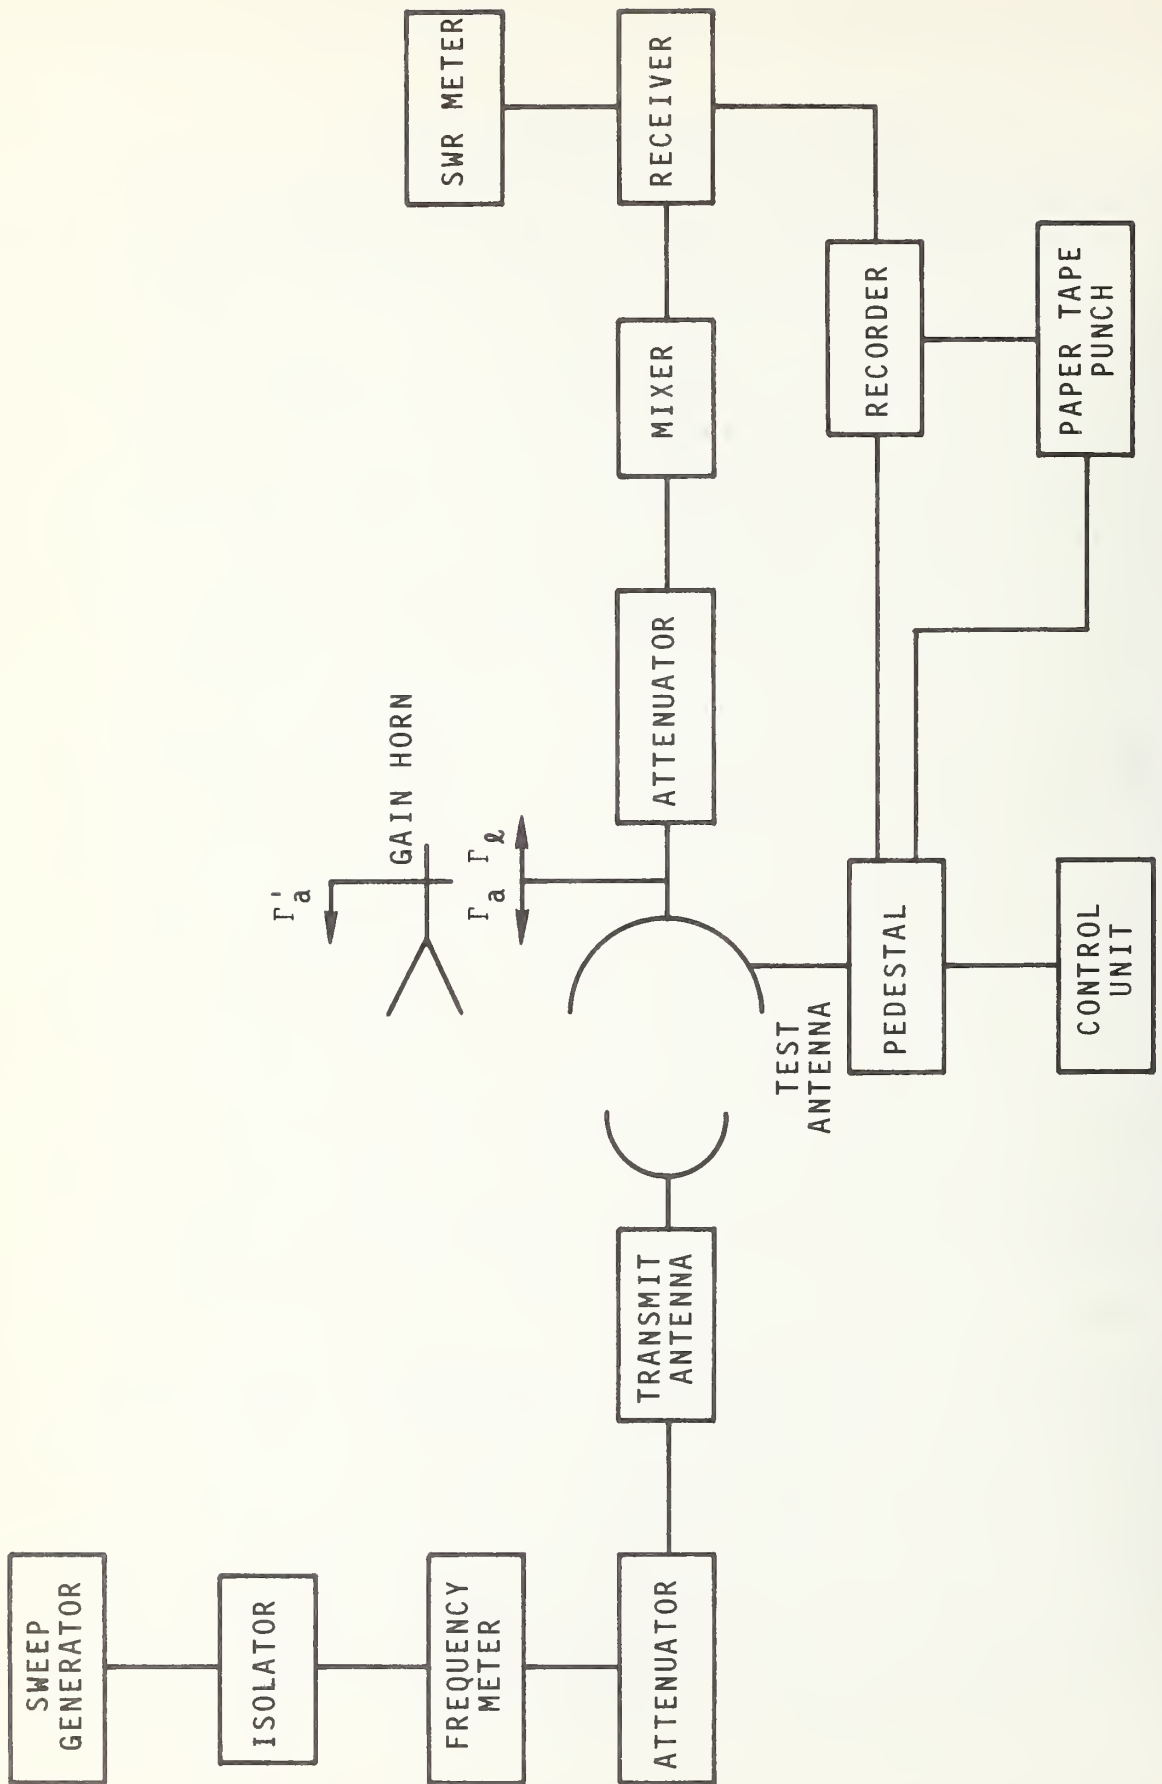 SWEEP
GENERATOR
ISOLATOR
FREQUENCY
METER
ATTENUATOR
TRANSMIT
ANTENNA
TEST
ANTENNA
Γ'a
GAIN HORN
Γa Γℓ
PEDESTAL
CONTROL
UNIT
ATTENUATOR
MIXER
RECEIVER
SWR METER
RECORDER
PAPER TAPE
PUNCH